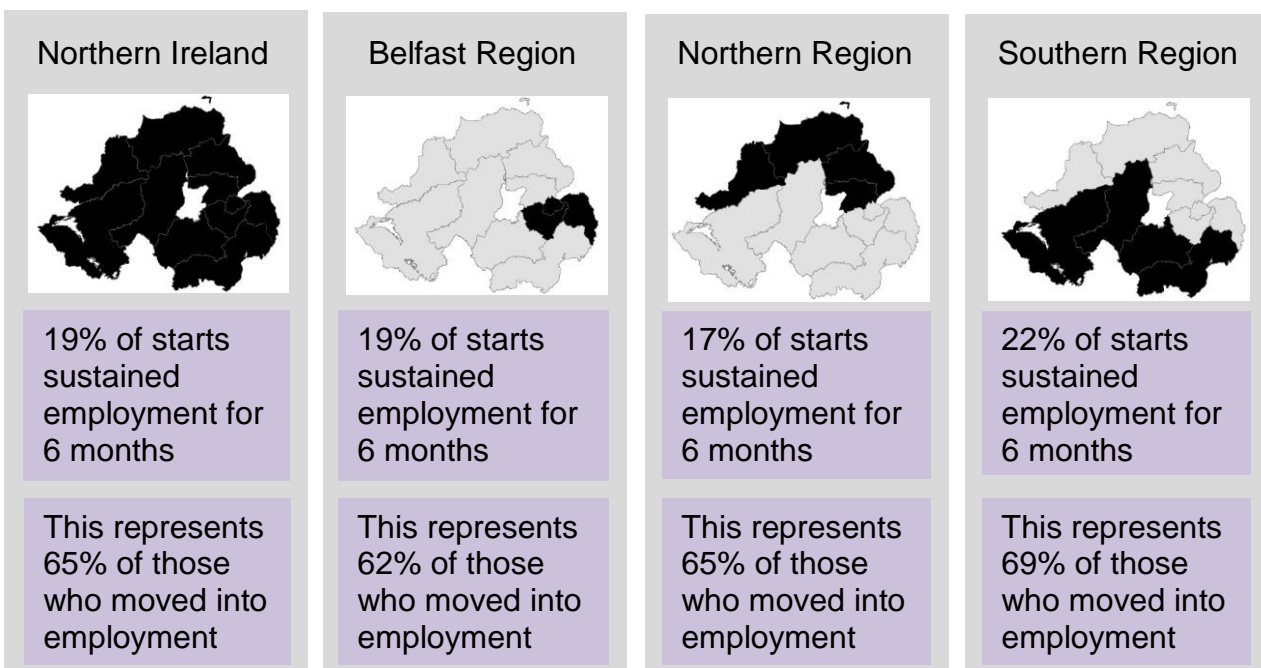 Northern Ireland
19% of starts
sustained
employment for
6 months
This represents
65% of those
who moved into
employment
Belfast Region
19% of starts
sustained
employment for
6 months
This represents
62% of those
who moved into
employment
Northern Region
17% of starts
sustained
employment for
6 months
This represents
65% of those
who moved into
employment
Southern Region
22% of starts
sustained
employment for
6 months
This represents
69% of those
who moved into
employment